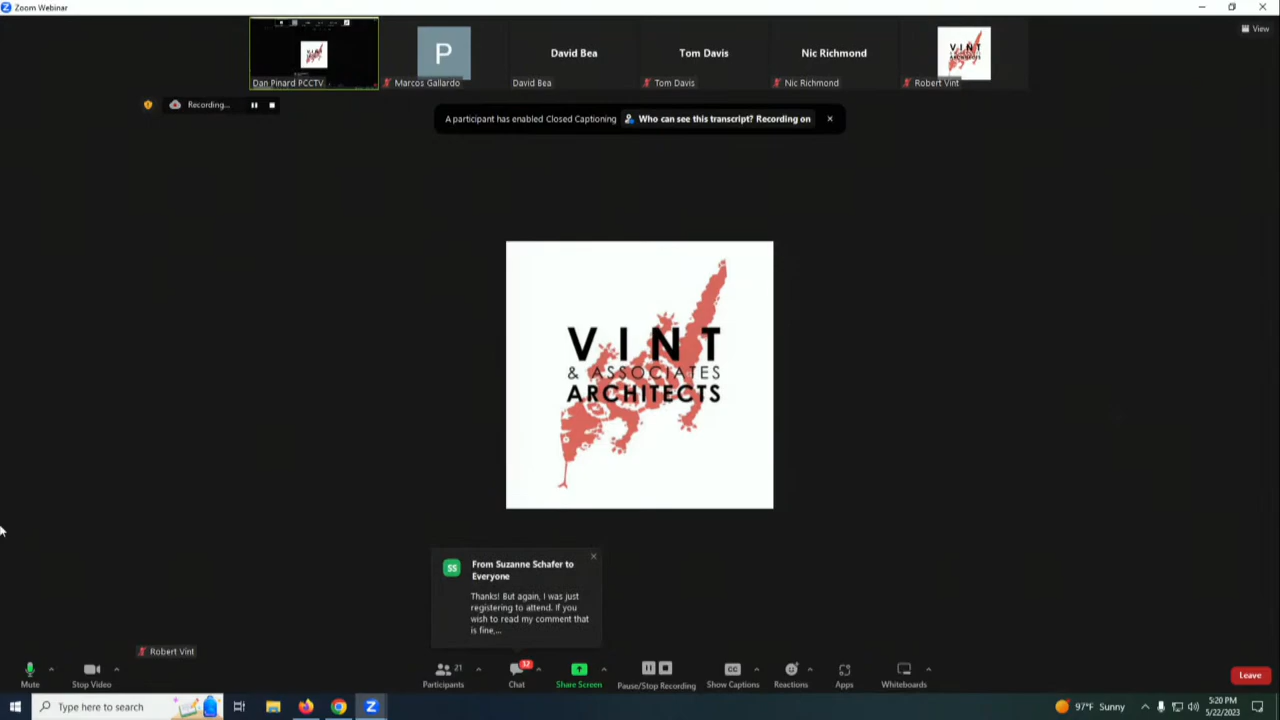 Zoom Webinar
View
P
David Bea
Tom Davis
Nic Richmond
VINT
Dan Pinard PCCTV
Marcos Gallardo
David Bea
Tom Davis
Nic Richmond
Robert Vint
Recording...
A participant has enabled Closed Captioning
Who can see this transcript? Recording on
VINT
& ASSOCIATES
ARCHITECTS
SS
From Suzanne Schafer to
Everyone
Thanks! But again, I was just
registering to attend. If you
wish to read my comment that
is fine,...
Robert Vint
21
32
CC
Mute
Stop Video
Participants
Chat
Share Screen
Pause/Stop Recording
Show Captions
Reactions
Apps
Whiteboards
Leave
Type here to search
97°F Sunny
5:20 PM
5/22/2023